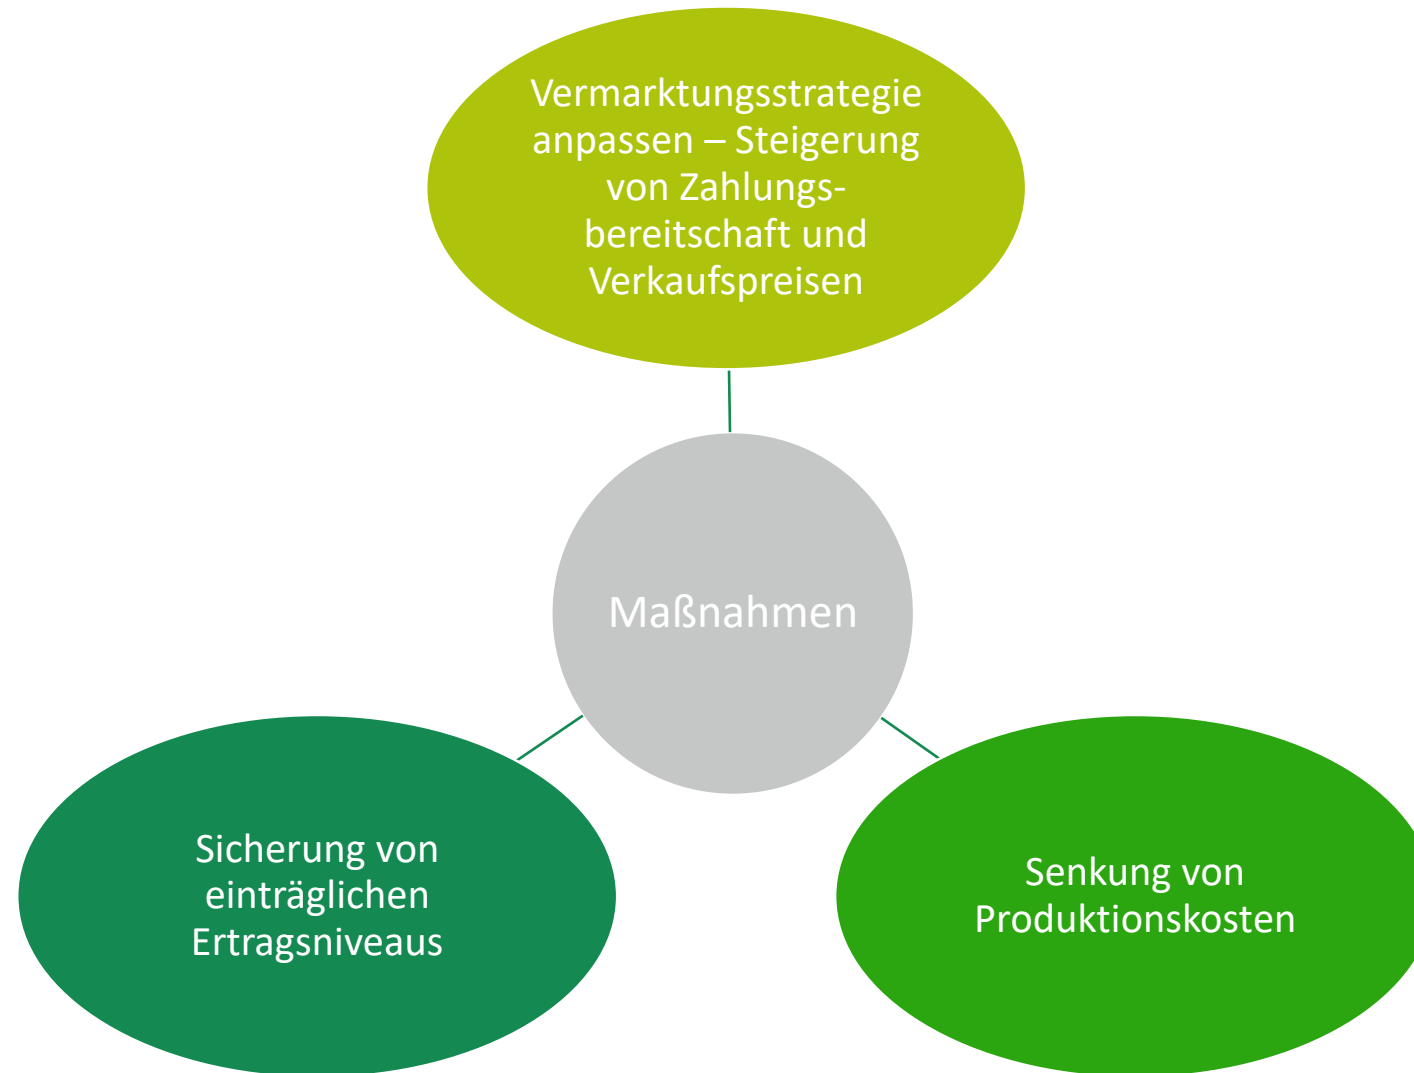 Vermarktungsstrategie
anpassen – Steigerung
von Zahlungs-
bereitschaft und
Verkaufspreisen
Maßnahmen
Sicherung von
einträglichen
Ertragsniveaus
Senkung von
Produktionskosten